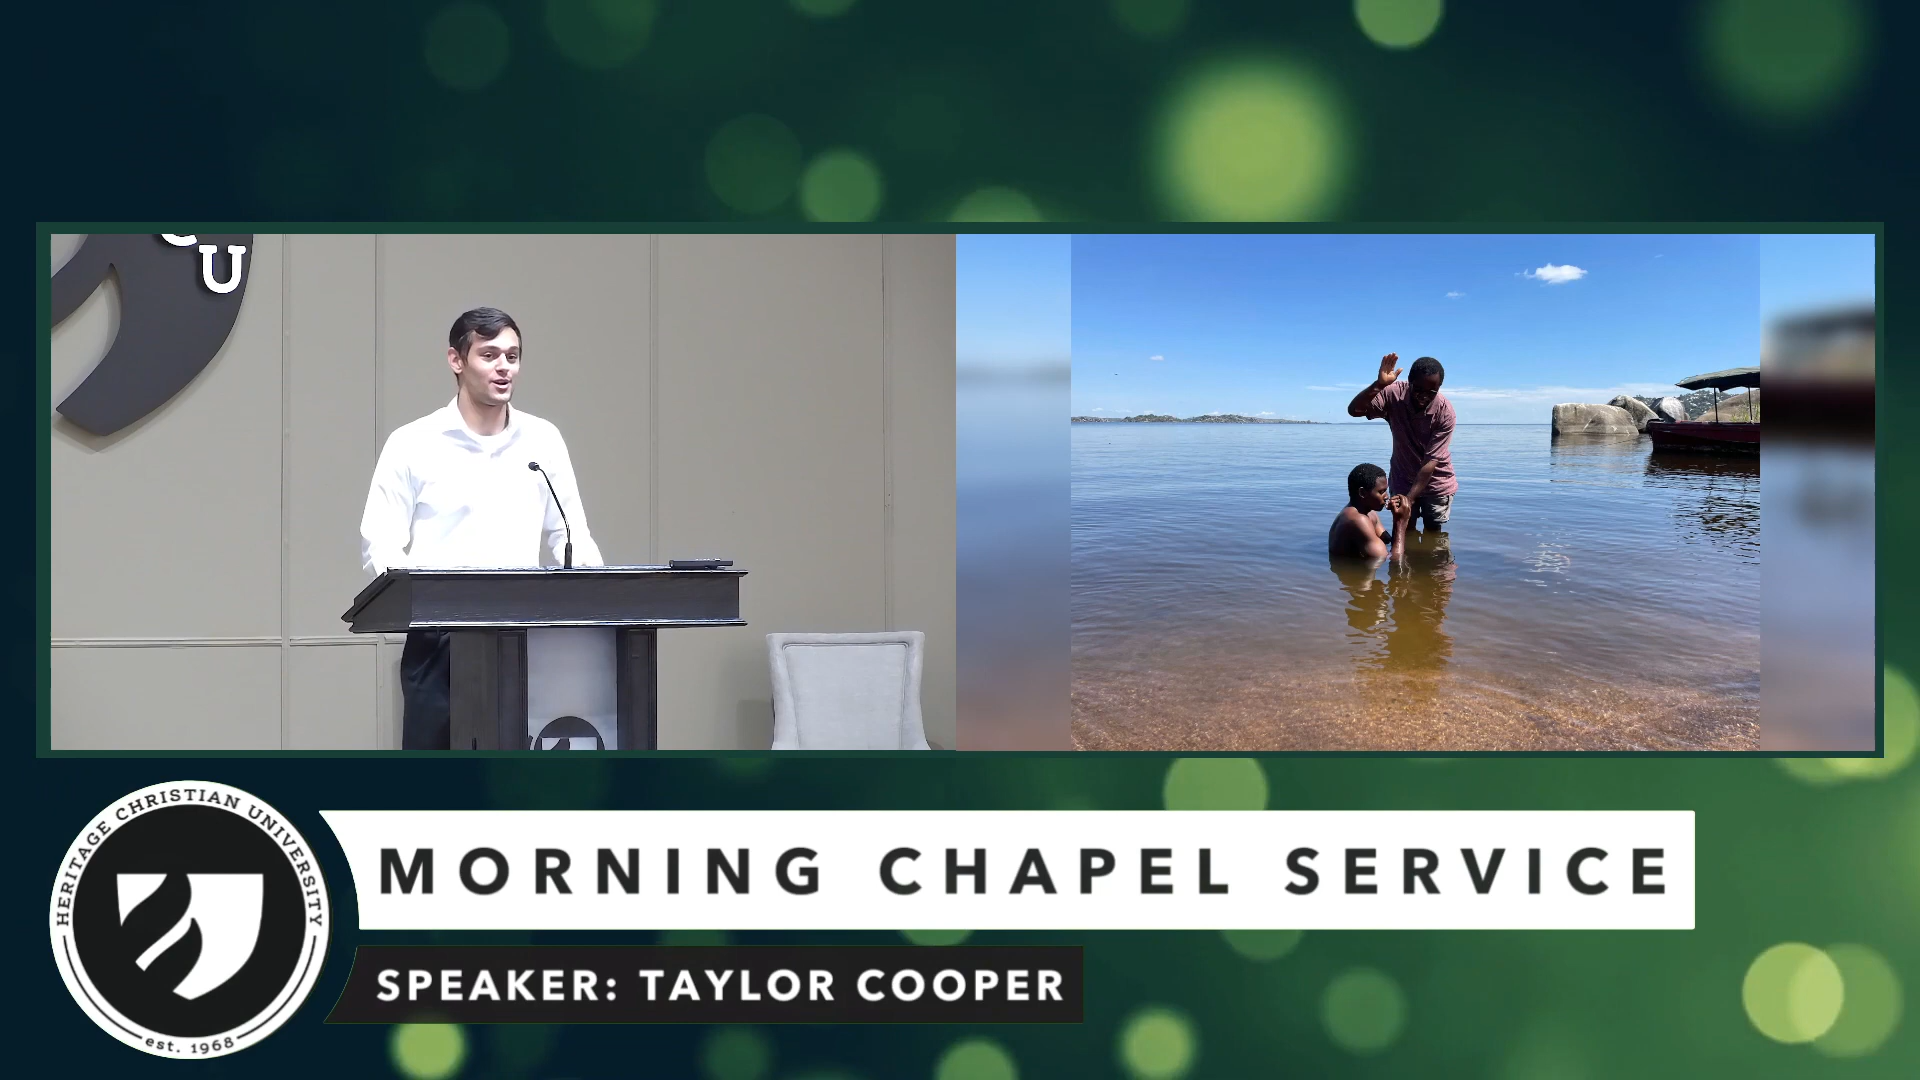 U
MORNING CHAPEL SERVICE
SPEAKER: TAYLOR COOPER
HERITAGE CHRISTIAN UNIVERSITY
est. 1968